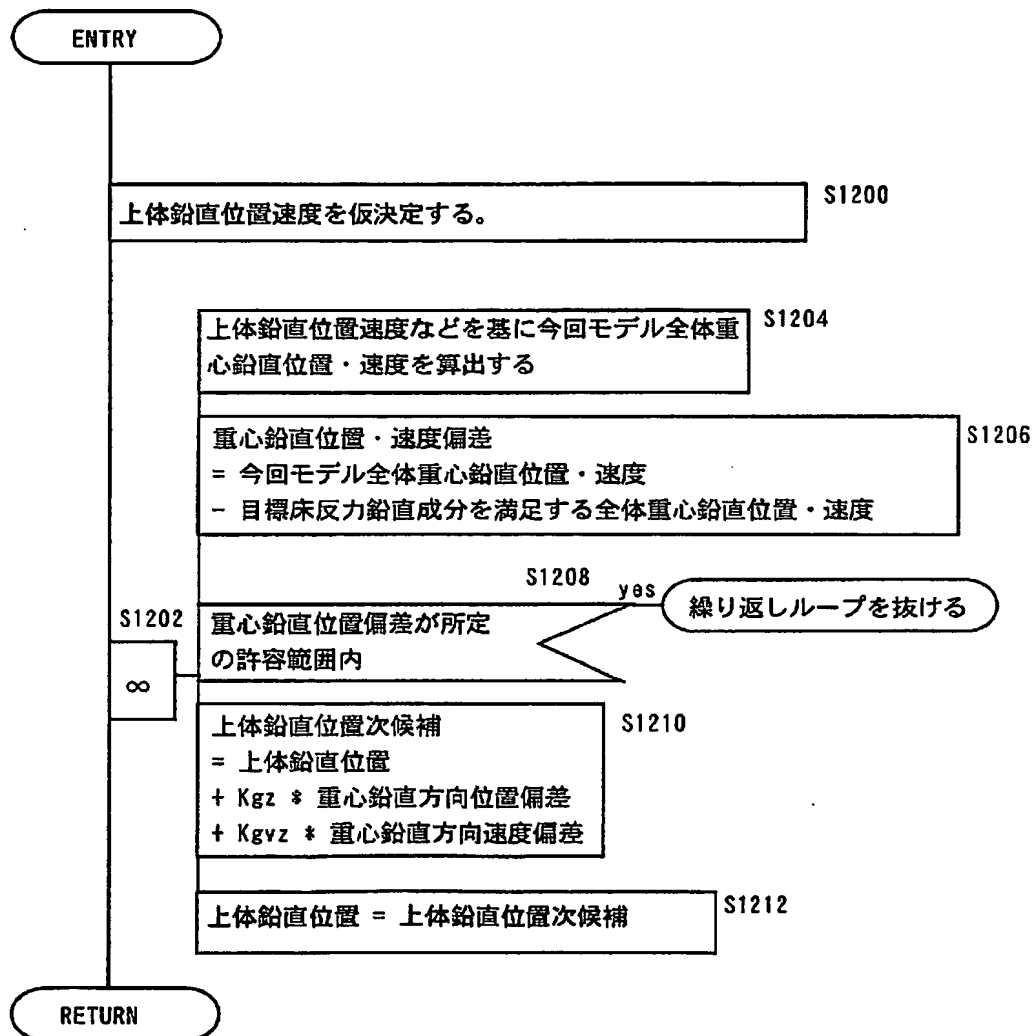 ENTRY
S1200
上体鉛直位置速度を仮決定する。
S1204
上体鉛直位置速度などを基に今回モデル全体重
心鉛直位置・速度を算出する
S1206
重心鉛直位置・速度偏差
= 今回モデル全体重心鉛直位置・速度
- 目標床反力鉛直成分を満足する全体重心鉛直位置・速度
S1208
yes
繰り返しループを抜ける
重心鉛直位置偏差が所定
の許容範囲内
S1202
∞
S1210
上体鉛直位置次候補
= 上体鉛直位置
+ Kgz * 重心鉛直方向位置偏差
+ Kgvz * 重心鉛直方向速度偏差
S1212
上体鉛直位置 = 上体鉛直位置次候補
RETURN